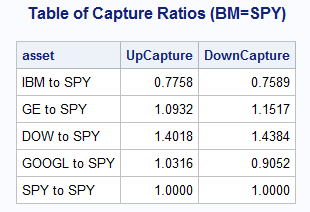 Table of Capture Ratios (BM=SPY)
asset UpCapture DownCapture
IBM to SPY 0.7758 0.7589
GE to SPY 1.0932 1.1517
DOW to SPY 1.4018 1.4384
GOOGL to SPY 1.0316 0.9052
SPY to SPY 1.0000 1.0000